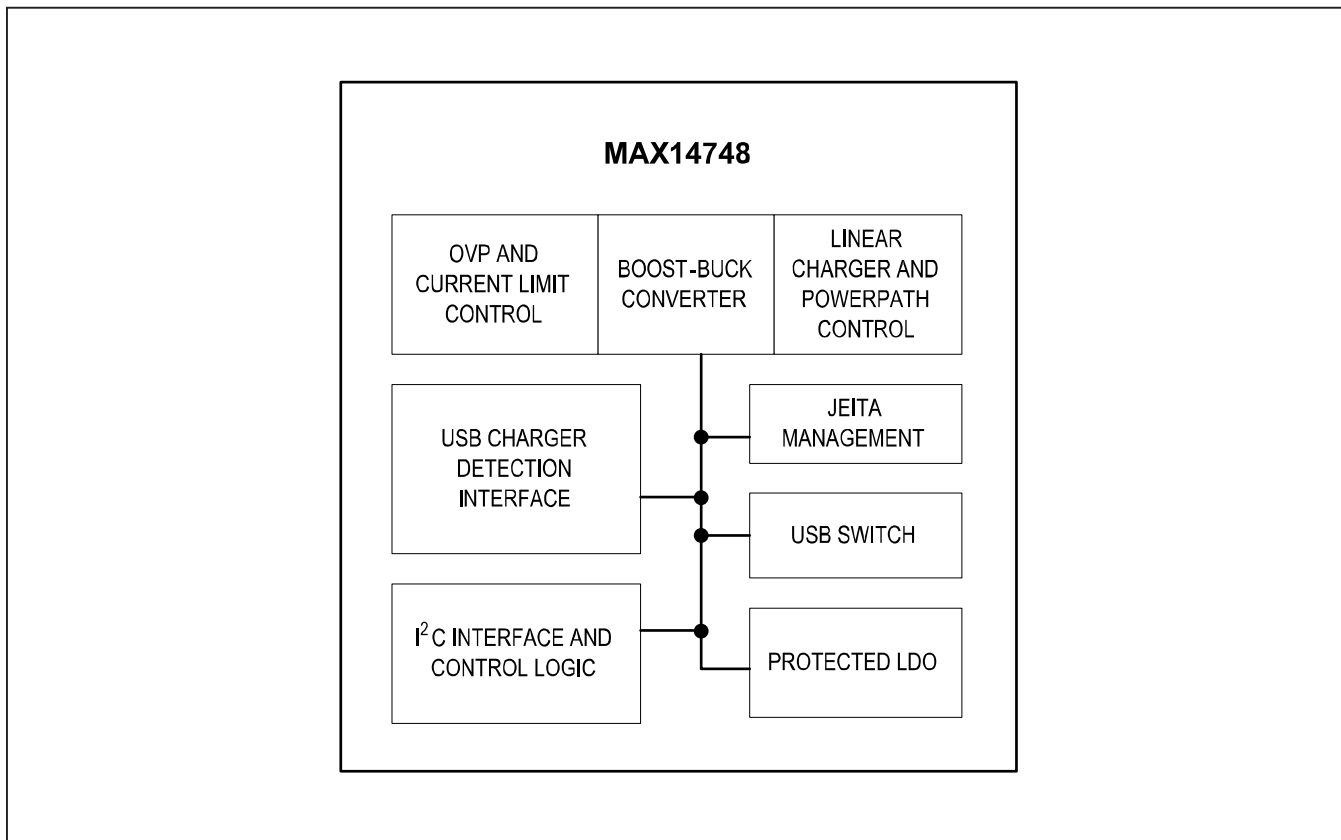 MAX14748
OVP AND
CURRENT LIMIT
CONTROL
BOOST-BUCK
CONVERTER
LINEAR
CHARGER AND
POWERPATH
CONTROL
USB CHARGER
DETECTION
INTERFACE
JEITA
MANAGEMENT
USB SWITCH
I²C INTERFACE AND
CONTROL LOGIC
PROTECTED LDO